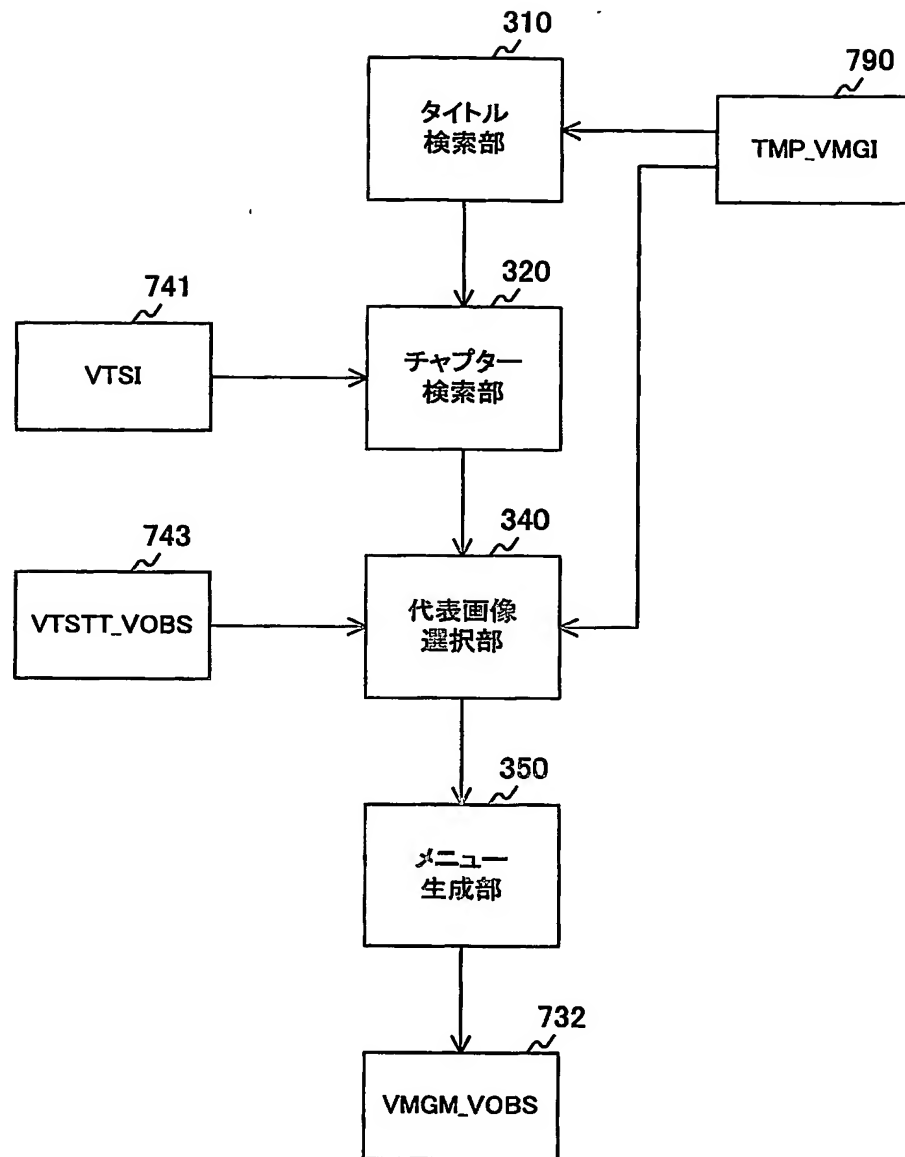 310
タイトル
検索部
790
TMP_VMGI
320
チャプター
検索部
741
VTSI
340
代表画像
選択部
743
VTSTT_VOBS
350
メニュー
生成部
732
VMGM_VOBS